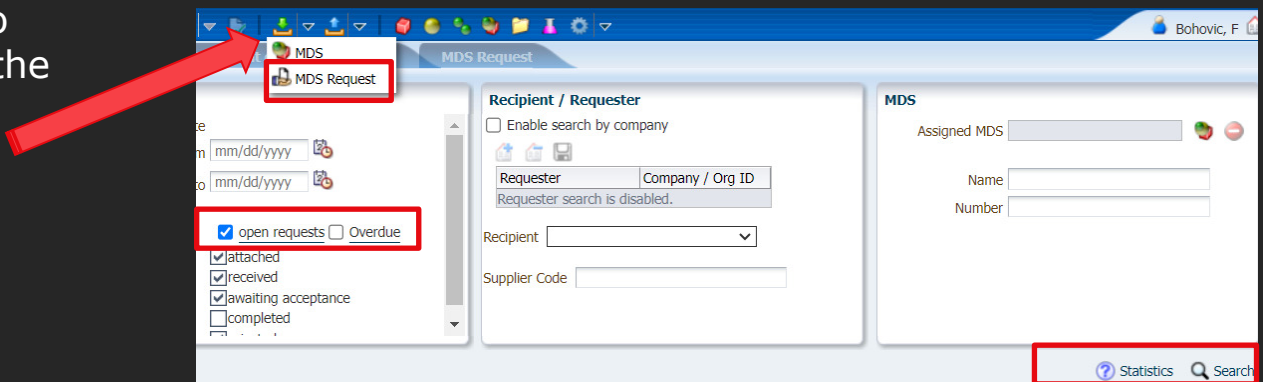 the
Bohovic, F
MDS
MDS Request
MDS Request
Recipient / Requester
Enable search by company
Requester Company / Org ID
Requester search is disabled.
Recipient
Supplier Code
MDS
Assigned MDS
Name
Number
mm/dd/yyyy
to mm/dd/yyyy
open requests Overdue
attached
received
awaiting acceptance
completed
Statistics Search